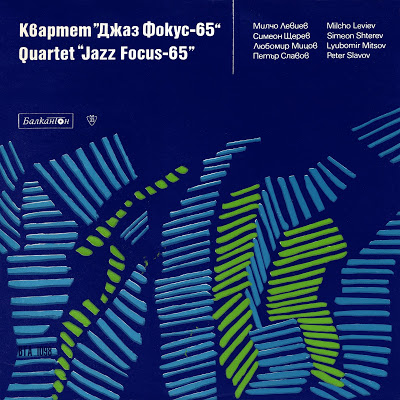 Квартет "Джаз Фокус-65"
Quartet "Jazz Focus-65"
Милчо Левиев Milcho Leviev
Симеон Щерев Simeon Shterev
Любомир Мицов Lyubomir Mitsov
Петър Славов Peter Slavov
Балкантон